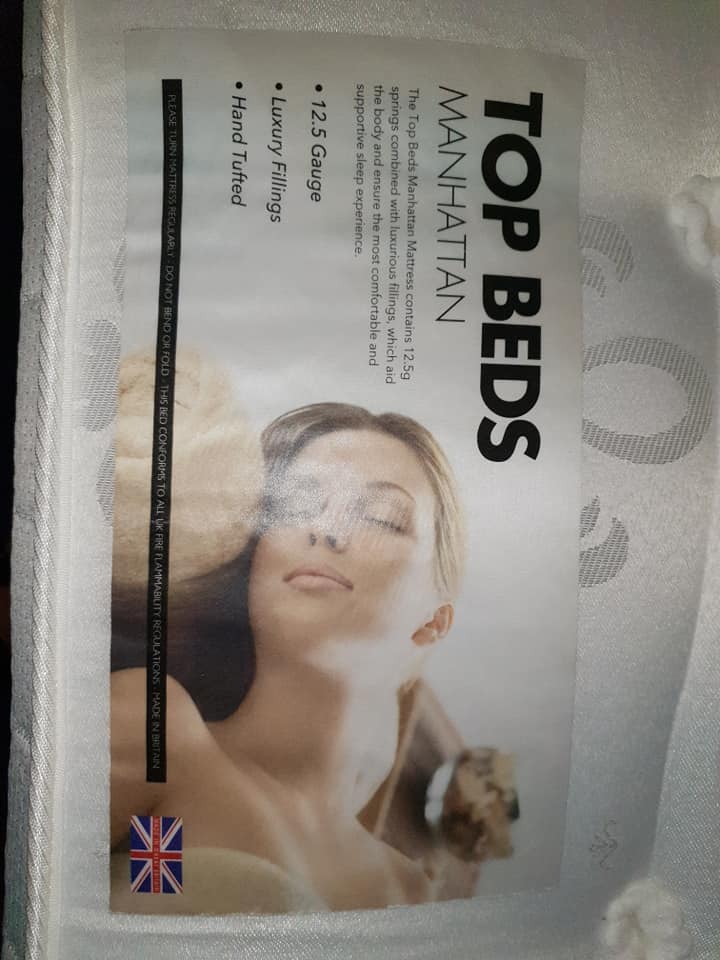 TOP BEDS
MANHATTAN
The Top Beds Manhattan Mattress contains 12.5g
springs combined with luxurious fillings, which aid
the body and ensure the most comfortable and
supportive sleep experience.
• 12.5 Gauge
• Luxury Fillings
• Hand Tufted
PLEASE TURN MATTRESS REGULARLY - DO NOT BEND OR FOLD - THIS BED CONFORMS TO ALL UK FIRE FLAMMABILITY REGULATIONS - MADE IN BRITAIN